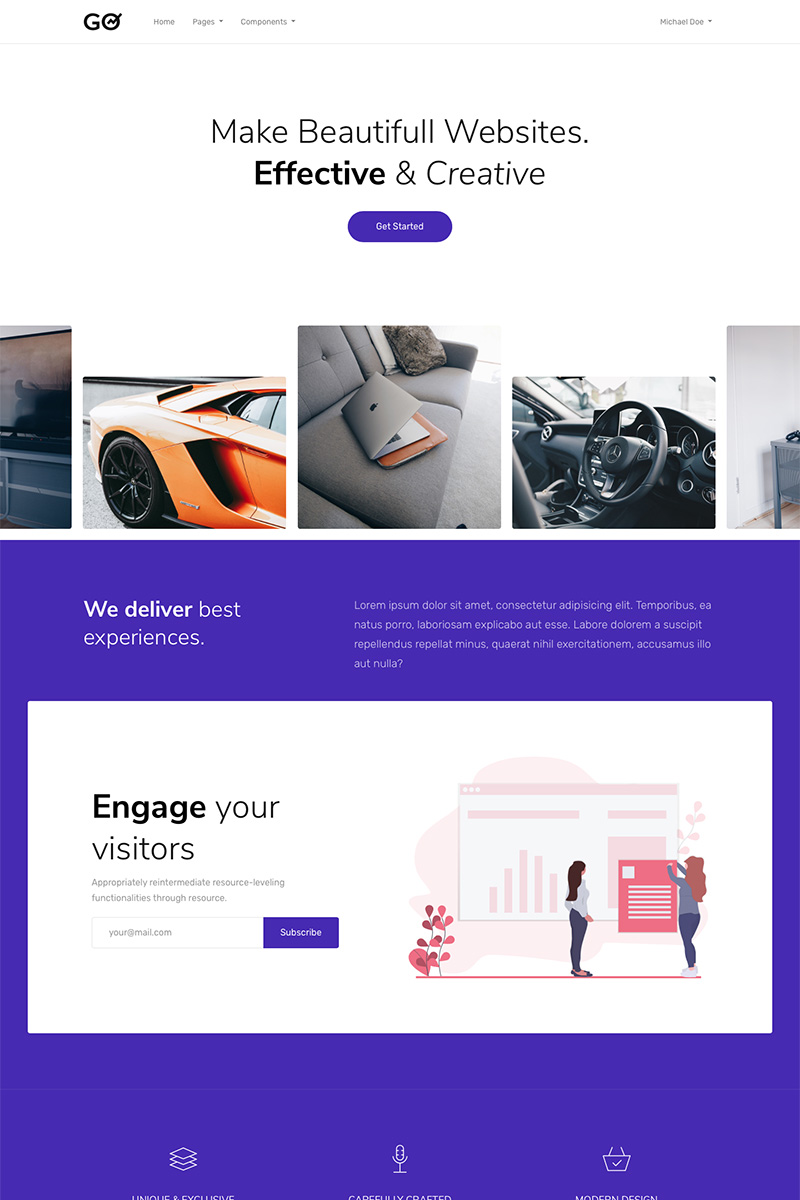 GO
Home
Pages
Components
Michael Doe
Make Beautifull Websites.
Effective & Creative
Get Started
We deliver best
experiences.
Lorem ipsum dolor sit amet, consectetur adipisicing elit. Temporibus, ea
natus porro, laboriosam explicabo aut esse. Labore dolorem a suscipit
repellendus repellat minus, quaerat nihil exercitationem, accusamus illo
aut nulla?
Engage your
visitors
Appropriately reintermediate resource-leveling
functionalities through resource.
your@mail.com
Subscribe
UNIQUE & EXCLUSIVE
CAREFULLY CRAFTED
MODERN DESIGN